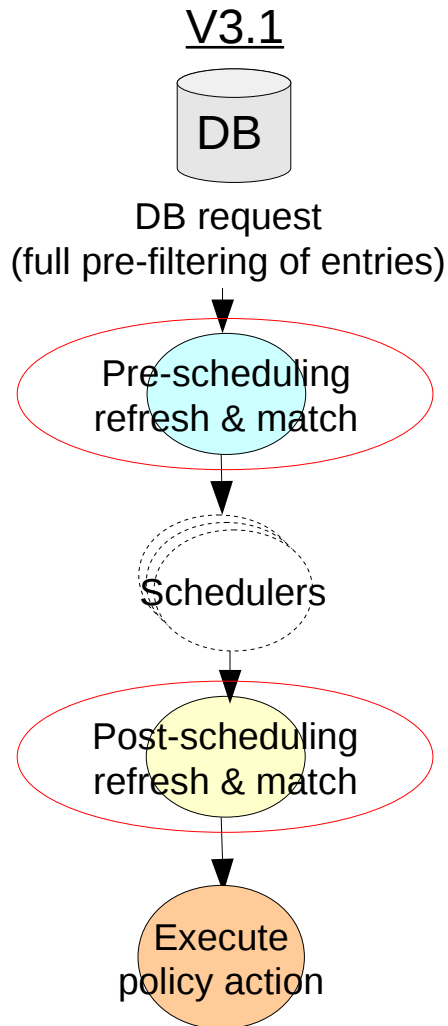 V3.1
DB
DB request
(full pre-filtering of entries)
Pre-scheduling
refresh & match
Schedulers
Post-scheduling
refresh & match
Execute
policy action